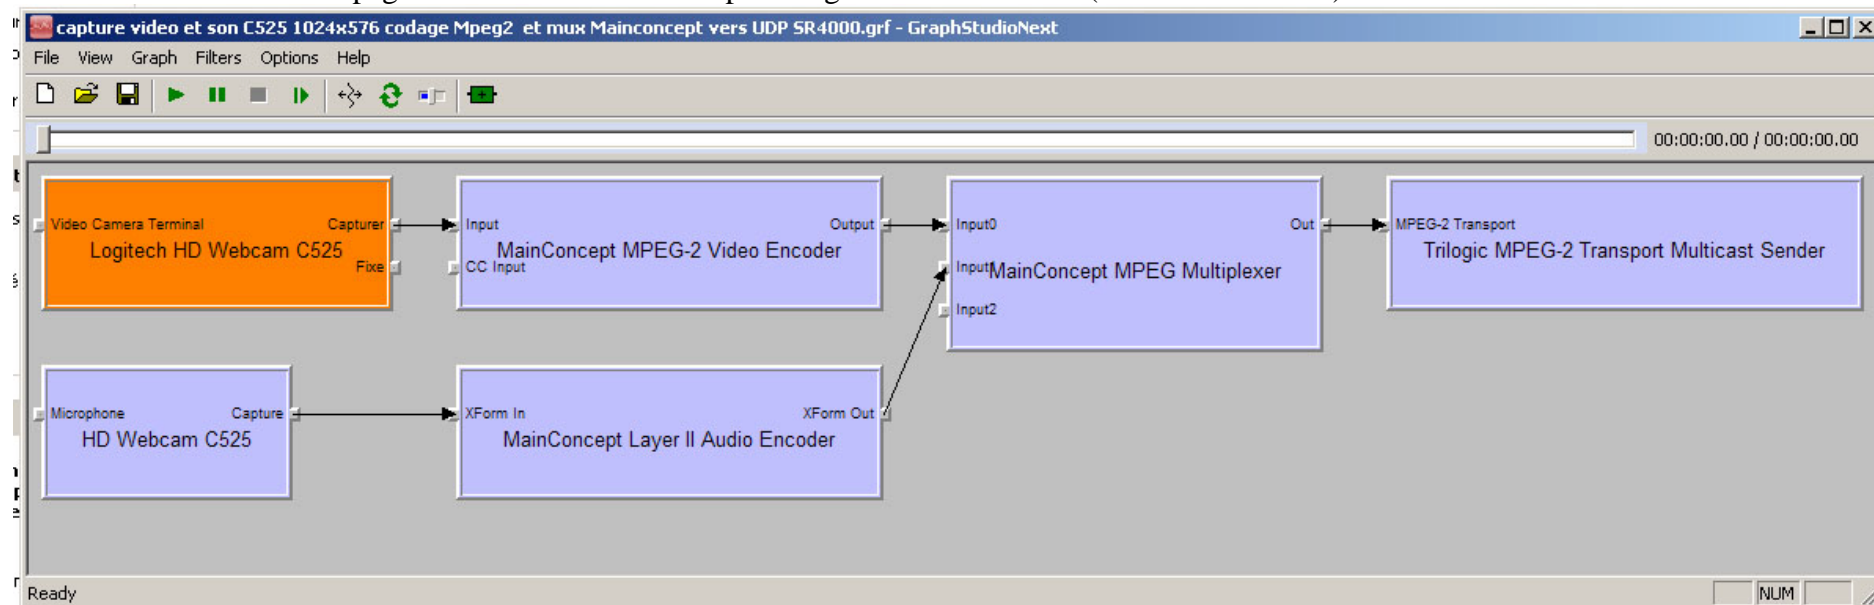 capture video et son C525 1024x576 codage Mpeg2 et mux Mainconcept vers UDP SR4000.grf - GraphStudioNext
File View Graph Filters Options Help
00:00:00.00 / 00:00:00.00
Video Camera Terminal Capturer
Logitech HD Webcam C525
Fixe
Input Output
MainConcept MPEG-2 Video Encoder
CC Input
Input0 Out
Input1
MainConcept MPEG Multiplexer
Input2
MPEG-2 Transport
Trilogic MPEG-2 Transport Multicast Sender
Microphone Capture
HD Webcam C525
XForm In XForm Out
MainConcept Layer II Audio Encoder
Ready NUM